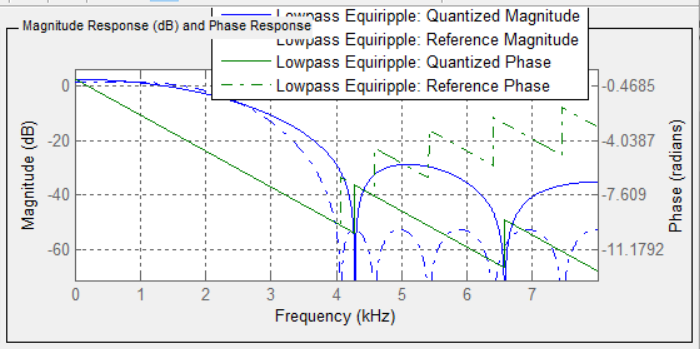 Lowpass Equiripple: Quantized Magnitude
Magnitude Response (dB) and Phase Response
Lowpass Equiripple: Reference Magnitude
Lowpass Equiripple: Quantized Phase
Lowpass Equiripple: Reference Phase
0
-20
-40
-60
Magnitude (dB)
-0.4685
-4.0387
-7.609
-11.1792
Phase (radians)
0 1 2 3 4 5 6 7
Frequency (kHz)